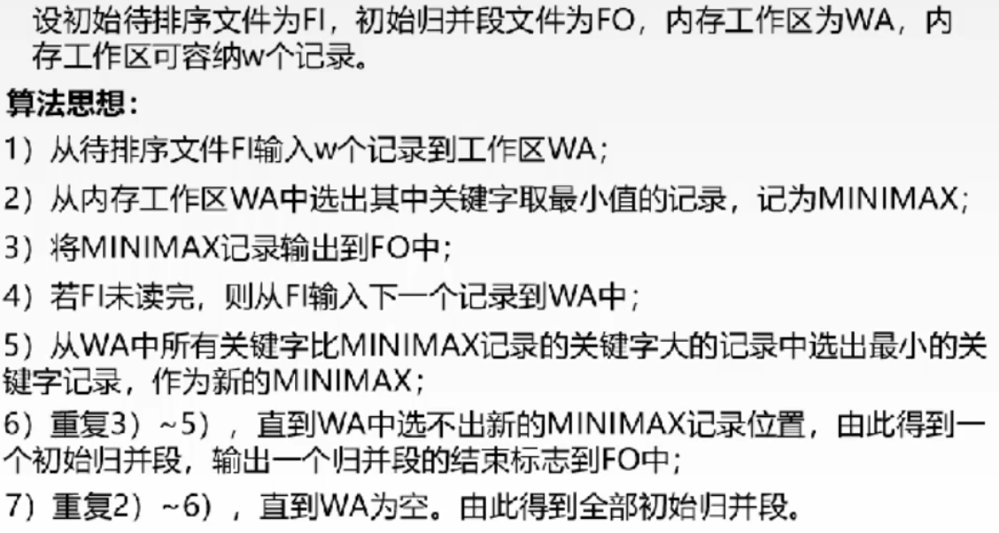 设初始待排序文件为FI，初始归并段文件为FO，内存工作区为WA，内
存工作区可容纳w个记录。
算法思想：
1）从待排序文件FI输入w个记录到工作区WA；
2）从内存工作区WA中选出其中关键字取最小值的记录，记为MINIMAX；
3）将MINIMAX记录输出到FO中；
4）若FI未读完，则从FI输入下一个记录到WA中；
5）从WA中所有关键字比MINIMAX记录的关键字大的记录中选出最小的关
键字记录，作为新的MINIMAX；
6）重复3）~5），直到WA中选不出新的MINIMAX记录位置，由此得到一
个初始归并段，输出一个归并段的结束标志到FO中；
7）重复2）~6），直到WA为空。由此得到全部初始归并段。